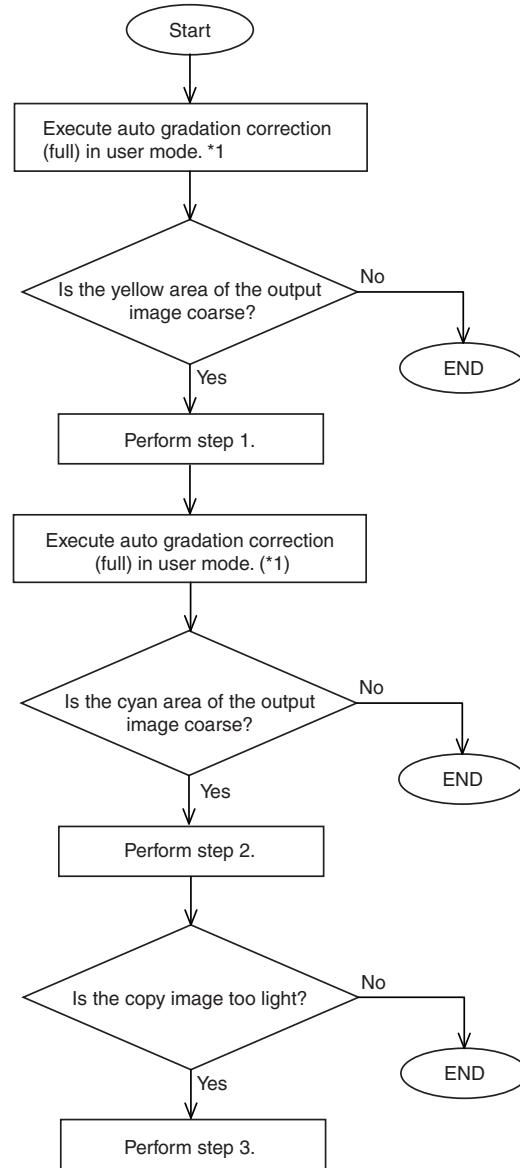 Start
Execute auto gradation correction
(full) in user mode. *1
Is the yellow area of the output
image coarse?
No
END
Yes
Perform step 1.
Execute auto gradation correction
(full) in user mode. (*1)
Is the cyan area of the output
image coarse?
No
END
Yes
Perform step 2.
Is the copy image too light?
No
END
Yes
Perform step 3.